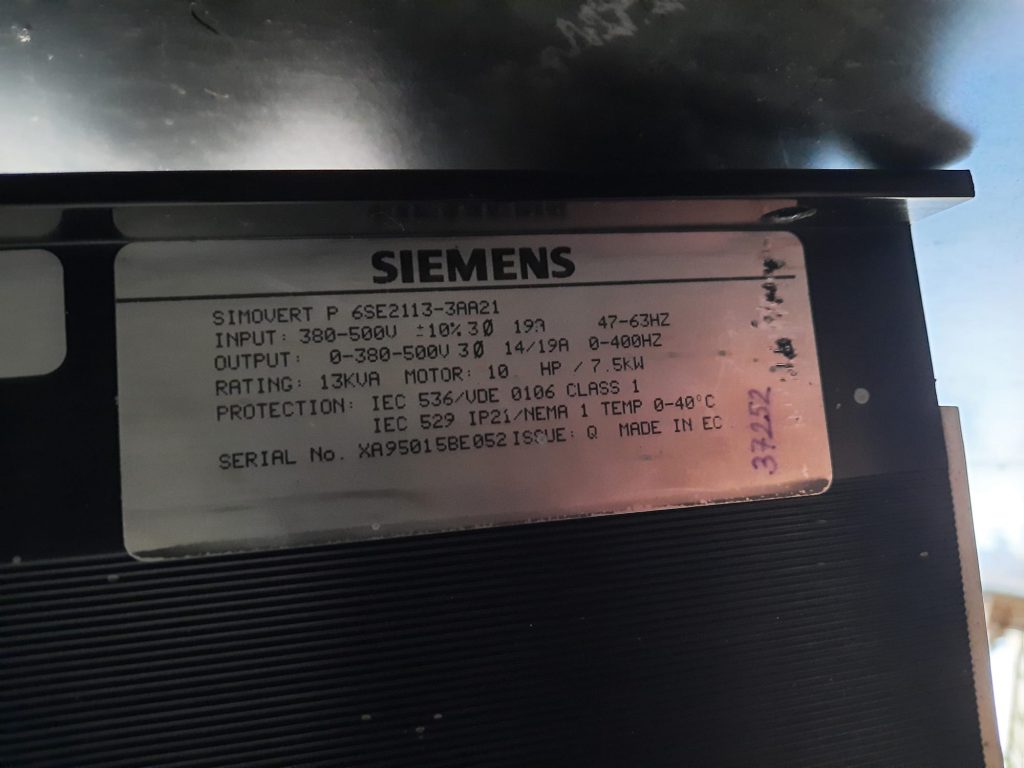 SIEMENS
SIMOVERT P 6SE2113-3AA21
INPUT: 380-500V ±10% 3Ø 19A 47-63HZ
OUTPUT: 0-380-500V 3Ø 14/19A 0-400HZ
RATING: 13KVA MOTOR: 10 HP / 7.5KW
PROTECTION: IEC 536/VDE 0106 CLASS 1
IEC 529 IP21/NEMA 1 TEMP 0-40°C
SERIAL No. XA95015BE052 ISSUE: Q MADE IN EC
37252